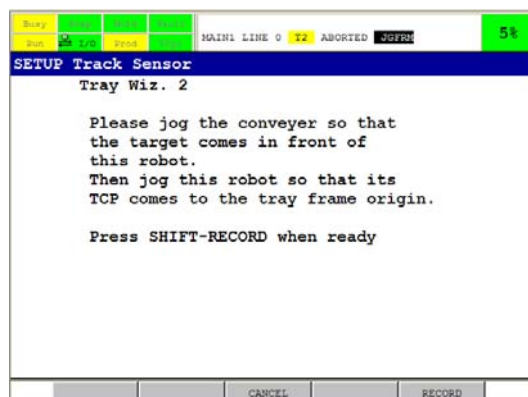 Busy
Run I/O Prod
MAIN1 LINE 0 T2 ABORTED JGFRM
5%
SETUP Track Sensor
Tray Wiz. 2
Please jog the conveyer so that
the target comes in front of
this robot.
Then jog this robot so that its
TCP comes to the tray frame origin.
Press SHIFT-RECORD when ready
CANCEL RECORD